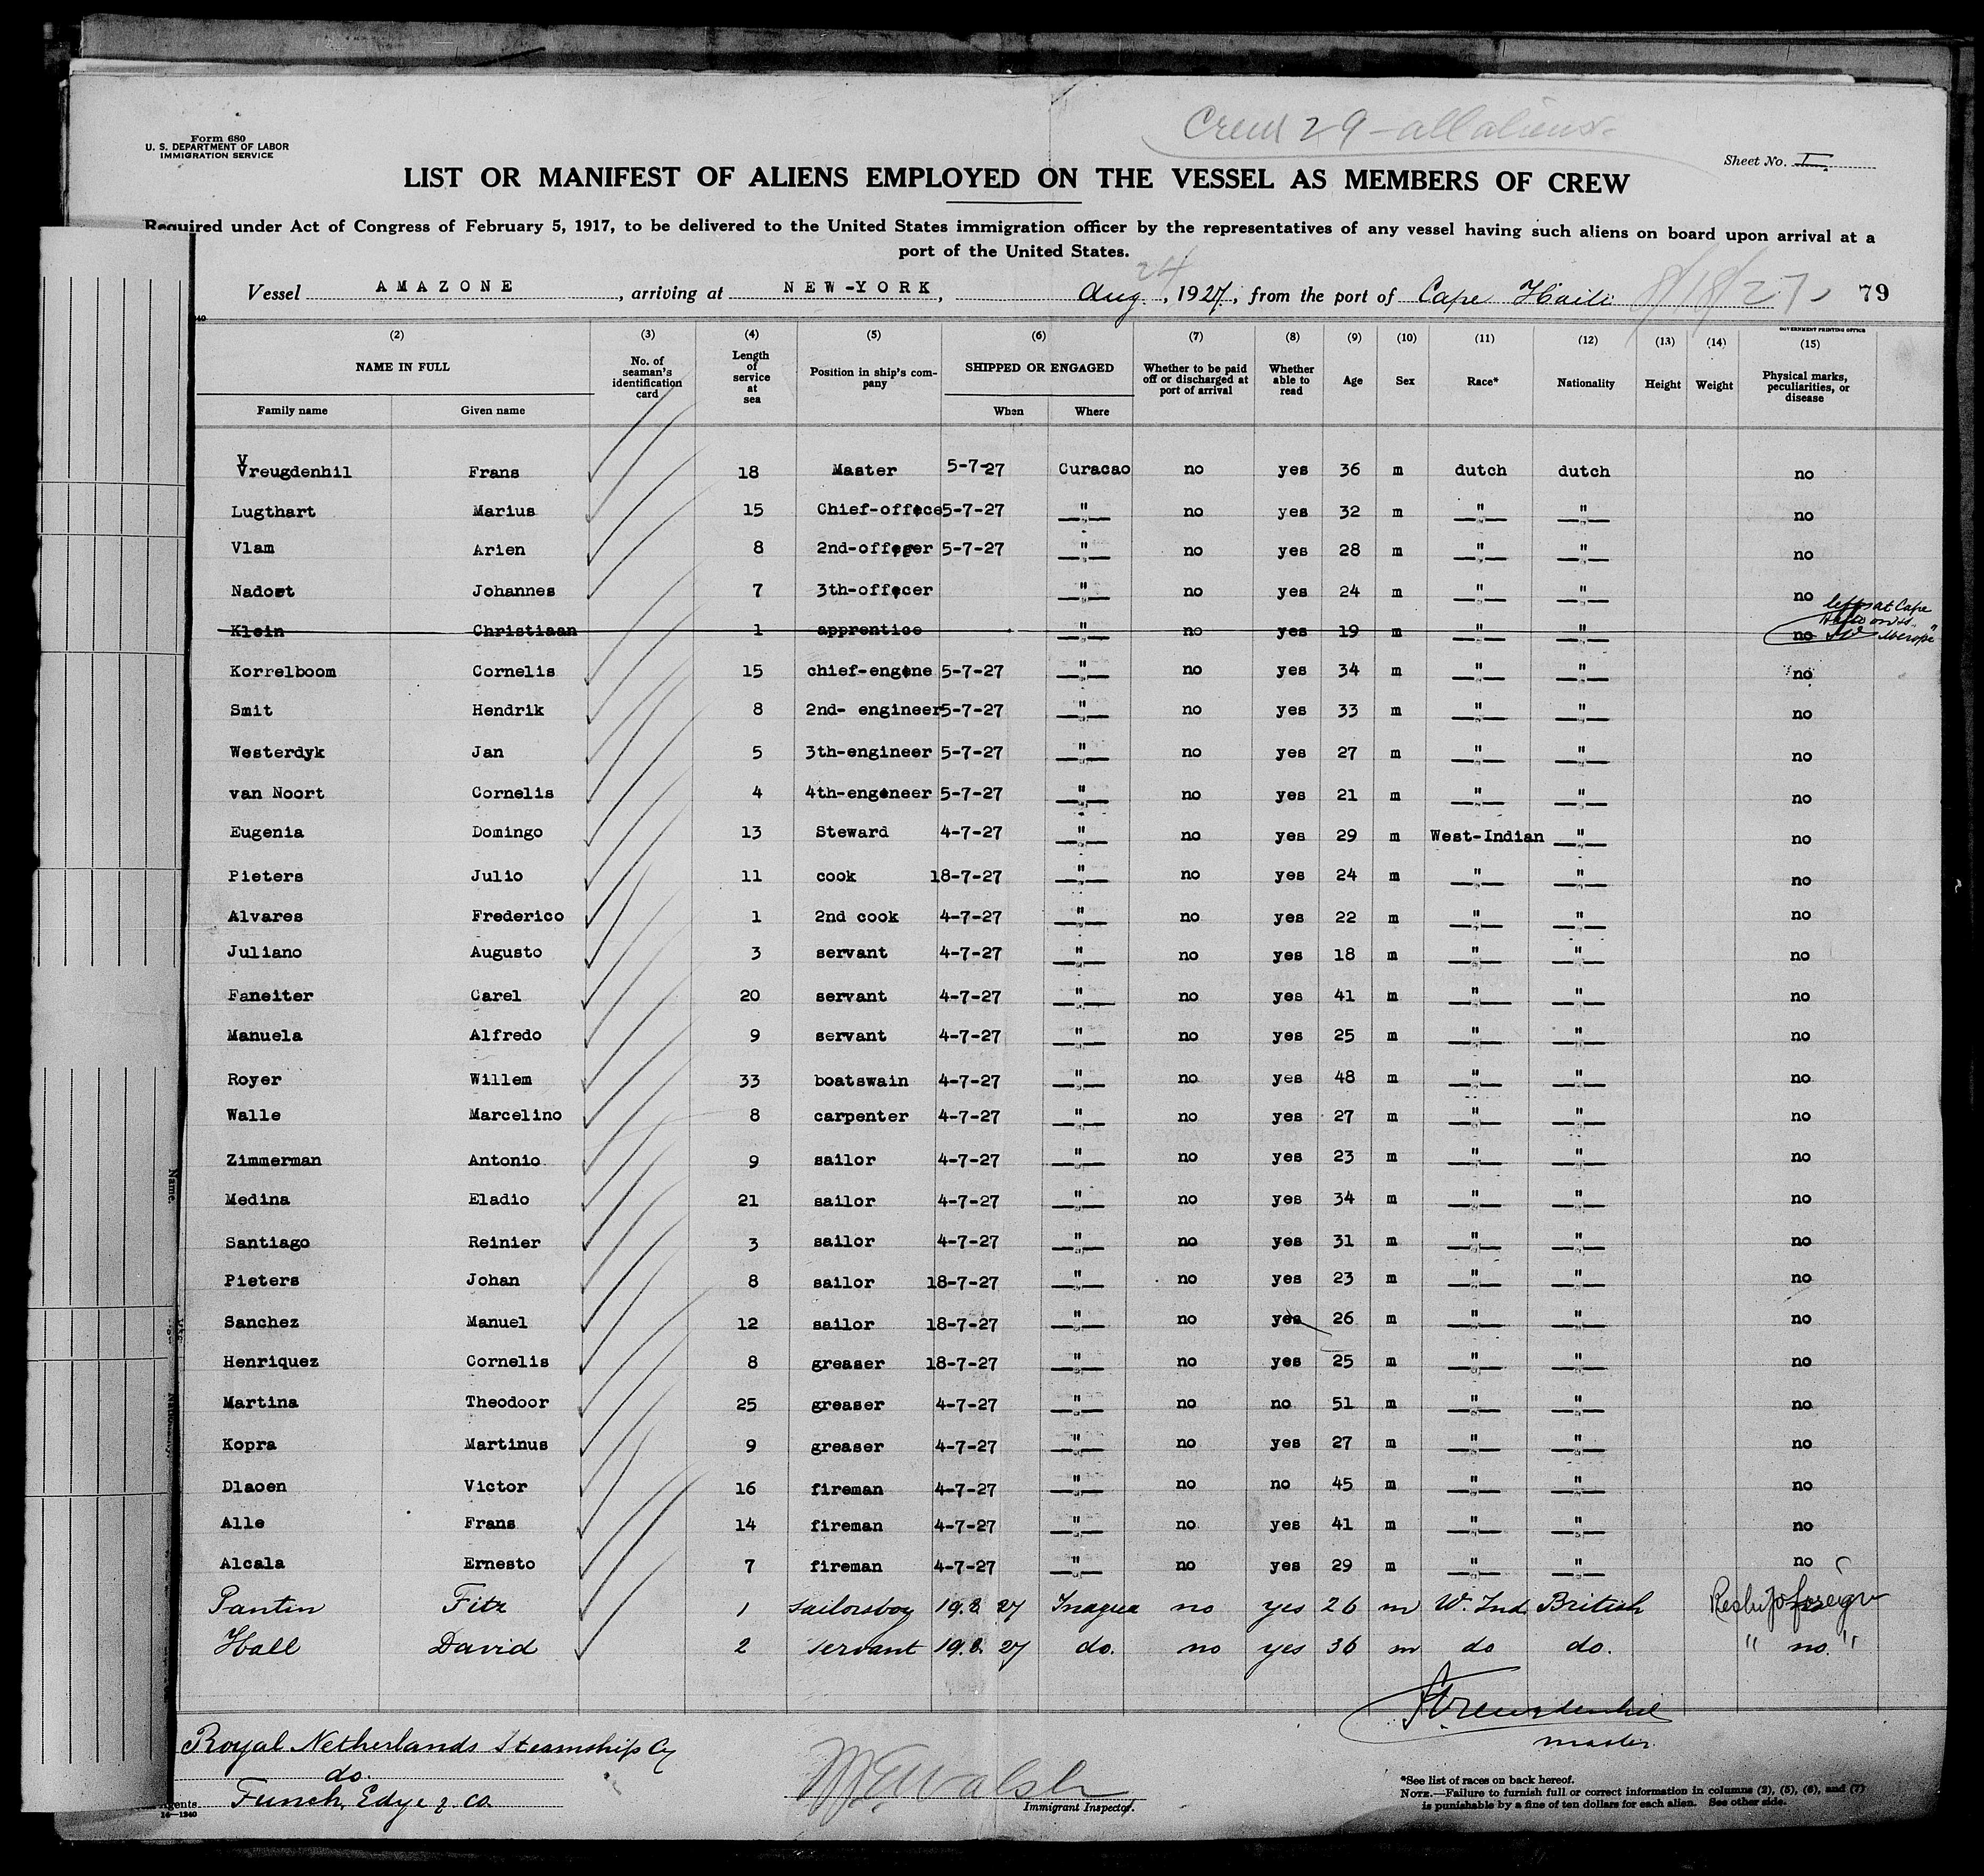 Crew 29 - all aliens.
Form 680
U. S. DEPARTMENT OF LABOR
IMMIGRATION SERVICE
Sheet No. I
LIST OR MANIFEST OF ALIENS EMPLOYED ON THE VESSEL AS MEMBERS OF CREW
Required under Act of Congress of February 5, 1917, to be delivered to the United States immigration officer by the representatives of any vessel having such aliens on board upon arrival at a
port of the United States.
24
Vessel AMAZONE, arriving at NEW-YORK, Aug., 1927, from the port of Cape Haiti 8/18/27 79
GOVERNMENT PRINTING OFFICE
(2) (3) (4) (5) (6) (7) (8) (9) (10) (11) (12) (13) (14) (15)
NAME IN FULL No. of seaman's identification card Length of service at sea Position in ship's company SHIPPED OR ENGAGED Whether to be paid off or discharged at port of arrival Whether able to read Age Sex Race* Nationality Height Weight Physical marks, peculiarities, or disease
Family name Given name When Where
Vreugdenhil Frans 18 Master 5-7-27 Curacao no yes 36 m dutch dutch no
Lugthart Marius 15 Chief-office 5-7-27 " no yes 32 m " " no
Vlam Arien 8 2nd-officer 5-7-27 " no yes 28 m " " no
Nadort Johannes 7 3th-officer " no yes 24 m " " no
Klein Christiaan 1 apprentice " no yes 19 m " " no left at Cape
Korrelboom Cornelis 15 chief-engine 5-7-27 " no yes 34 m " " no
Smit Hendrik 8 2nd- engineer 5-7-27 " no yes 33 m " " no
Westerdyk Jan 5 3th-engineer 5-7-27 " no yes 27 m " " no
van Noort Cornelis 4 4th-engeneer 5-7-27 " no yes 21 m " " no
Eugenia Domingo 13 Steward 4-7-27 " no yes 29 m West-Indian " no
Pieters Julio 11 cook 18-7-27 " no yes 24 m " " no
Alvares Frederico 1 2nd cook 4-7-27 " no yes 22 m " " no
Juliano Augusto 3 servant 4-7-27 " no yes 18 m " " no
Faneiter Carel 20 servant 4-7-27 " no yes 41 m " " no
Manuela Alfredo 9 servant 4-7-27 " no yes 25 m " " no
Royer Willem 33 boatswain 4-7-27 " no yes 48 m " " no
Walle Marcelino 8 carpenter 4-7-27 " no yes 27 m " " no
Zimmerman Antonio 9 sailor 4-7-27 " no yes 23 m " " no
Medina Eladio 21 sailor 4-7-27 " no yes 34 m " " no
Santiago Reinier 3 sailor 4-7-27 " no yes 31 m " " no
Pieters Johan 8 sailor 18-7-27 " no yes 23 m " " no
Sanchez Manuel 12 sailor 18-7-27 " no yes 26 m " " no
Henriquez Cornelis 8 greaser 18-7-27 " no yes 25 m " " no
Martina Theodoor 25 greaser 4-7-27 " no no 51 m " " no
Kopra Martinus 9 greaser 4-7-27 " no yes 27 m " " no
Dlaoen Victor 16 fireman 4-7-27 " no no 45 m " " no
Alle Frans 14 fireman 4-7-27 " no yes 41 m " " no
Alcala Ernesto 7 fireman 4-7-27 " no yes 29 m " " no
Pantin Fitz 1 sailorsboy 19.8 27 Inagua no yes 26 m W. Ind. British Reship foreign
Hall David 2 servant 19.8. 27 do. no yes 36 m do do. " no. "
master.
Royal Netherlands Steamship Cy
do.
Funch, Edye & Co.
Agents
16-1240
Walsh
Immigrant Inspector.
*See list of races on back hereof.
NOTE.—Failure to furnish full or correct information in columns (2), (5), (6), and (7)
is punishable by a fine of ten dollars for each alien. See other side.